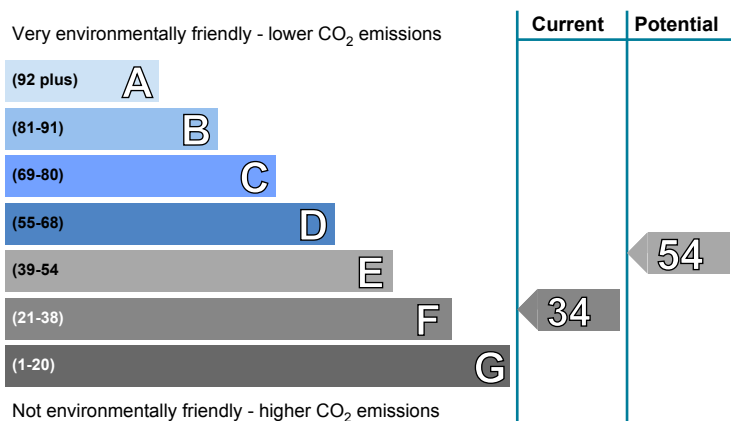 Very environmentally friendly - lower CO₂ emissions
Current
Potential
(92 plus) A
(81-91) B
(69-80) C
(55-68) D
(39-54 E
54
(21-38) F
34
(1-20) G
Not environmentally friendly - higher CO₂ emissions